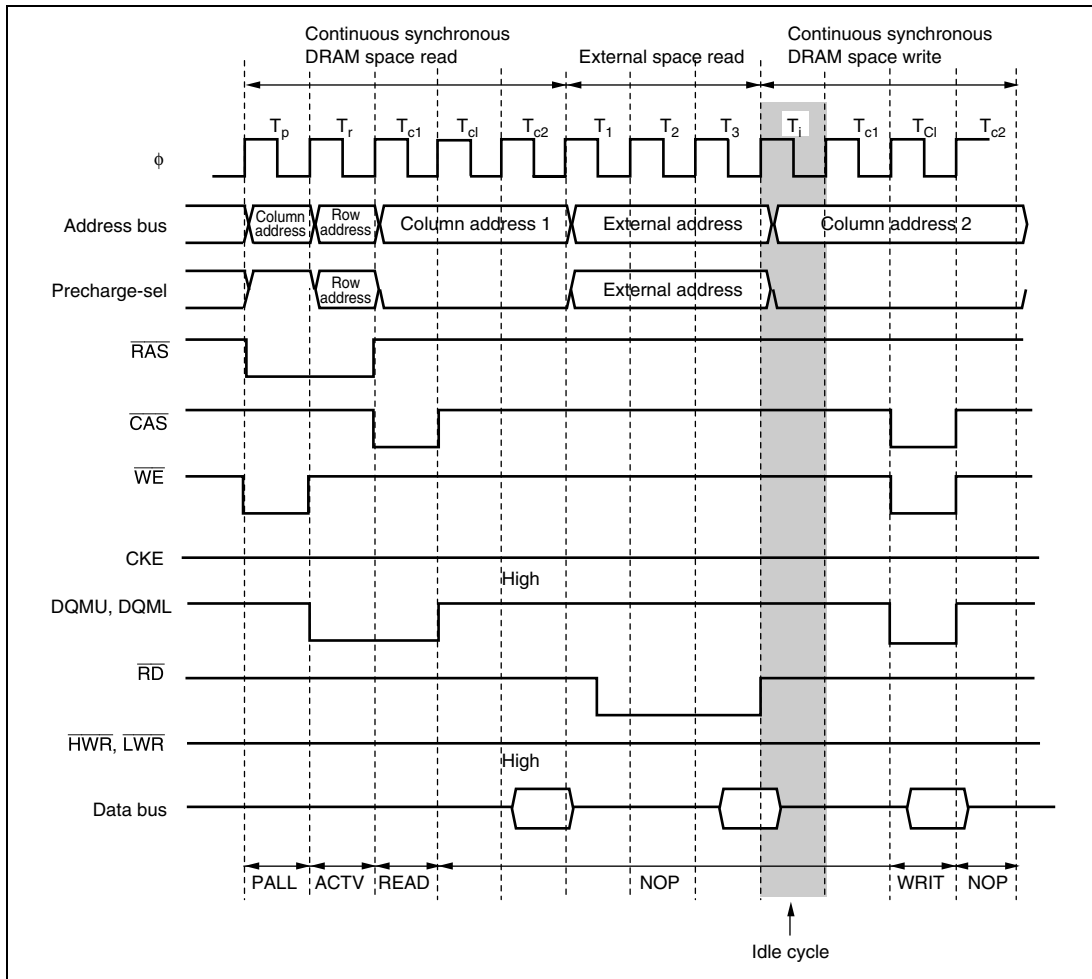 Continuous synchronous
DRAM space read
External space read
Continuous synchronous
DRAM space write
Tp Tr Tc1 Tcl Tc2 T1 T2 T3 Ti Tc1 TCl Tc2
ϕ
Address bus
Column address
Row address
Column address 1
External address
Column address 2
Precharge-sel
Row address
External address
RAS
CAS
WE
CKE
High
DQMU, DQML
RD
HWR, LWR
High
Data bus
PALL ACTV READ NOP WRIT NOP
Idle cycle